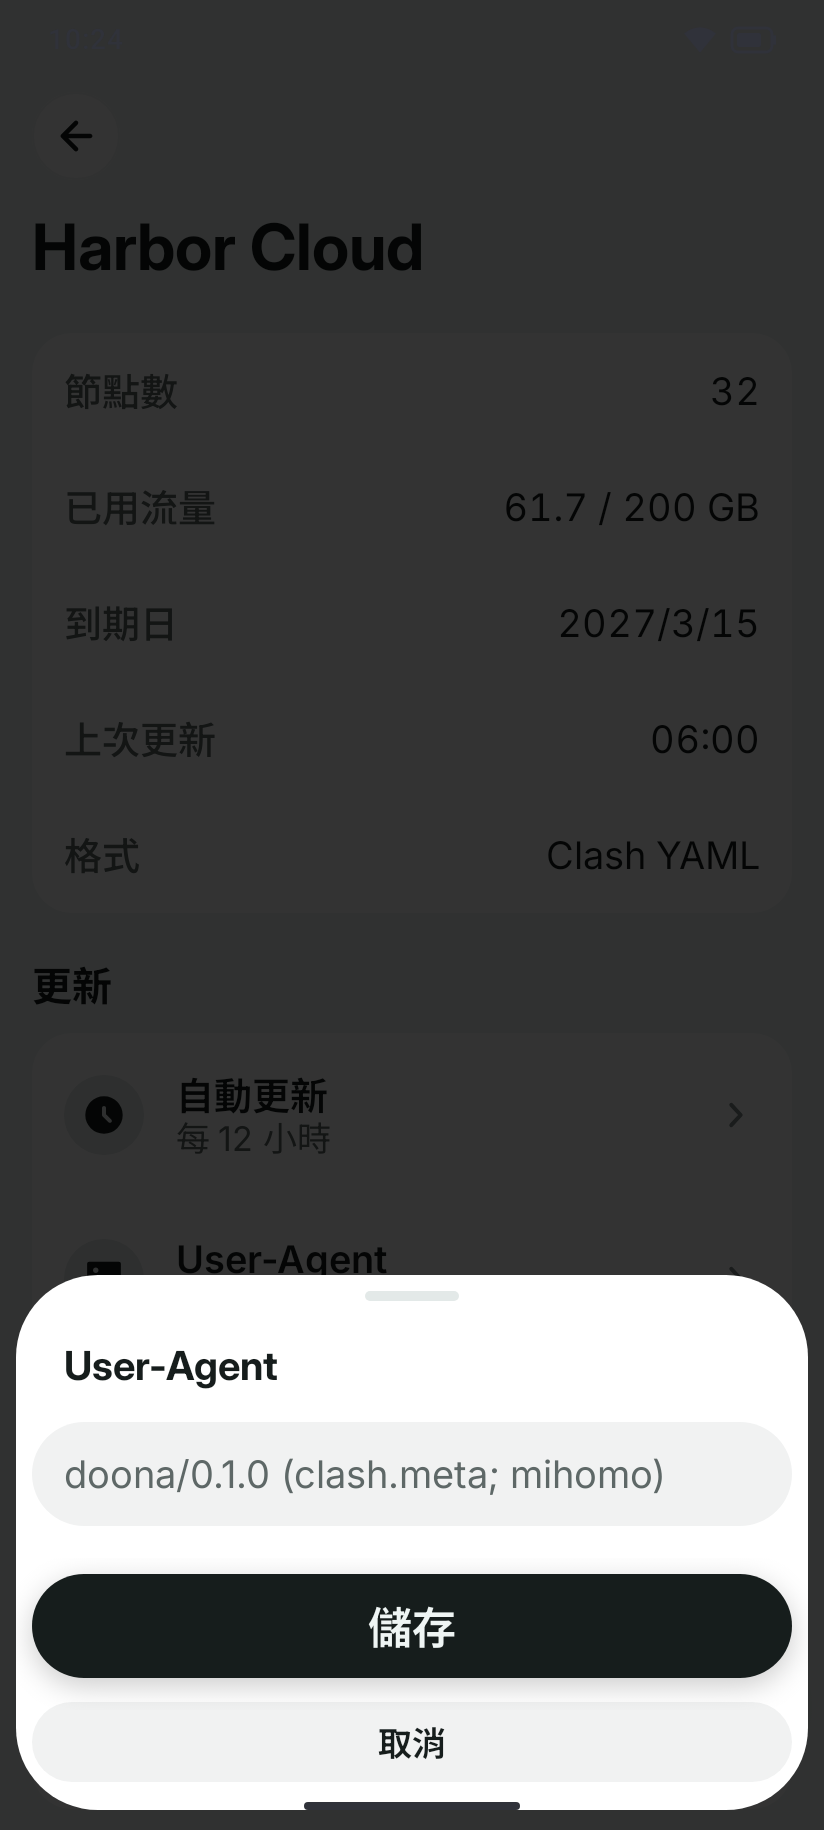 Harbor Cloud
節點數
32
已用流量
61.7 / 200 GB
到期日
2027/3/15
上次更新
06:00
格式
Clash YAML
更新
自動更新
每 12 小時
User-Agent
User-Agent
doona/0.1.0 (clash.meta; mihomo)
儲存
取消